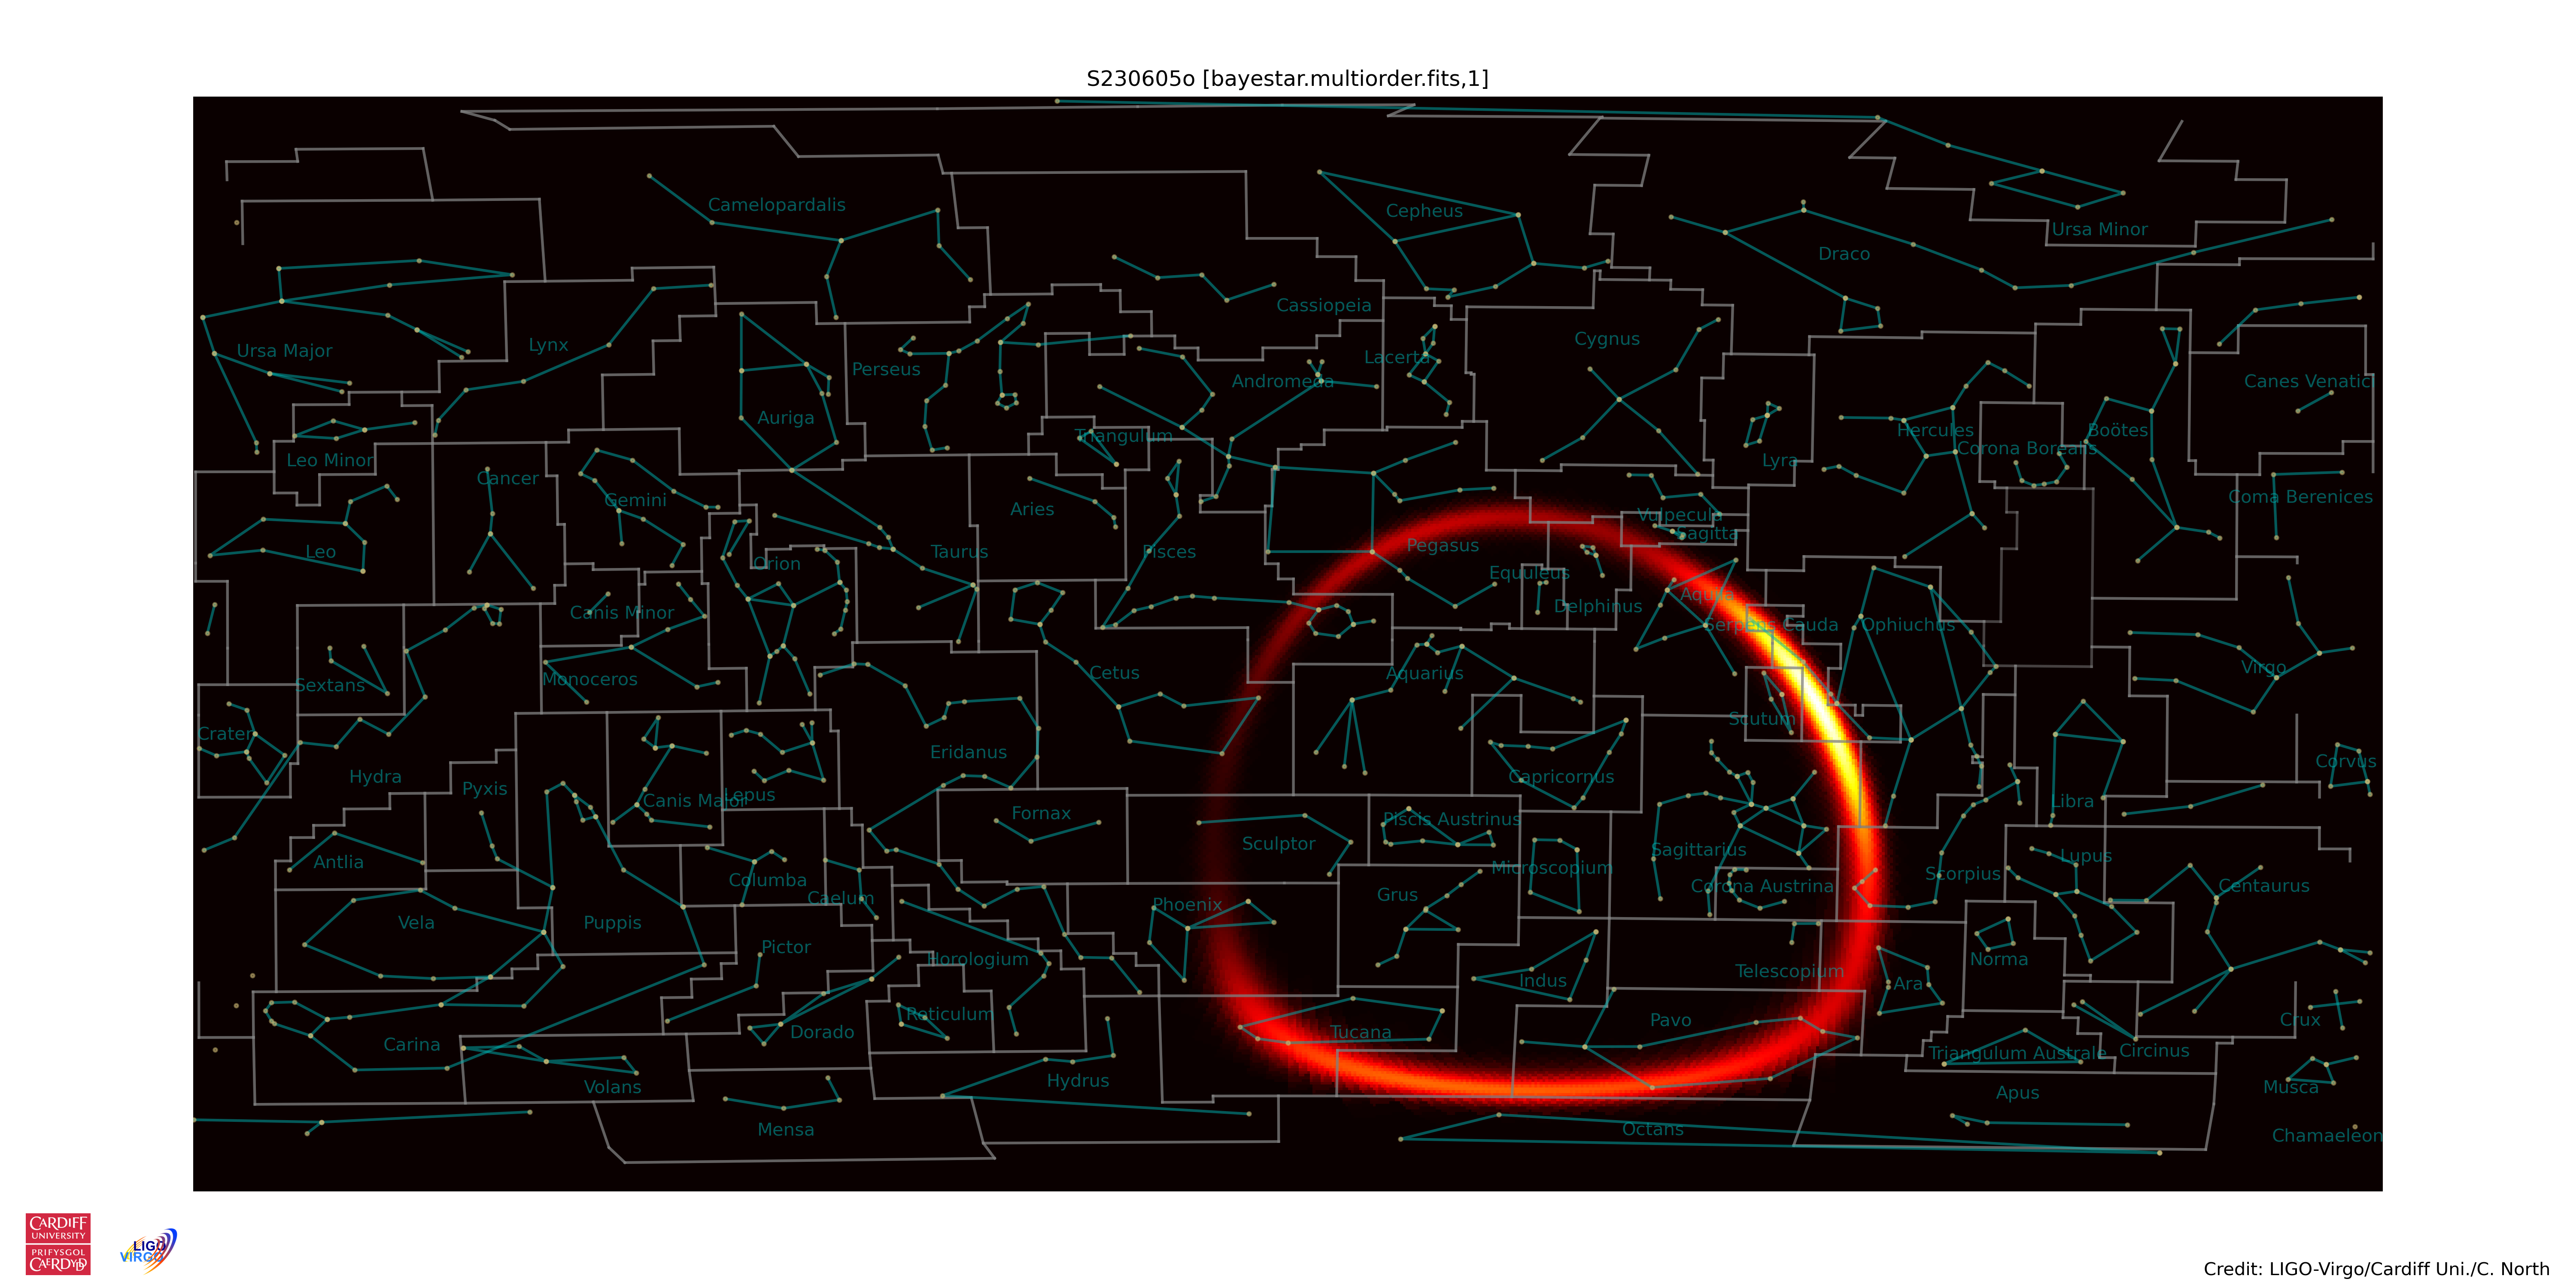 S230605o [bayestar.multiorder.fits,1]
Camelopardalis
Cepheus
Ursa Minor
Draco
Cassiopeia
Ursa Major
Lynx
Perseus
Lacerta
Cygnus
Andromeda
Canes Venatici
Auriga
Triangulum
Hercules
Boötes
Corona Borealis
Leo Minor
Lyra
Cancer
Gemini
Aries
Coma Berenices
Vulpecula
Sagitta
Leo
Orion
Taurus
Pisces
Pegasus
Equuleus
Aquila
Delphinus
Canis Minor
Serpens Cauda
Ophiuchus
Sextans
Monoceros
Cetus
Aquarius
Virgo
Crater
Scutum
Hydra
Pyxis
Eridanus
Capricornus
Corvus
Canis Major
Lepus
Fornax
Libra
Piscis Austrinus
Sculptor
Antlia
Sagittarius
Lupus
Microscopium
Columba
Caelum
Grus
Corona Austrina
Scorpius
Centaurus
Phoenix
Vela
Puppis
Pictor
Horologium
Telescopium
Norma
Indus
Ara
Reticulum
Carina
Dorado
Tucana
Pavo
Crux
Triangulum Australe
Circinus
Volans
Hydrus
Apus
Musca
Mensa
Octans
Chamaeleon
CARDIFF
UNIVERSITY
PRIFYSGOL
CAERDYDD
LIGO
VIRGO
Credit: LIGO-Virgo/Cardiff Uni./C. North